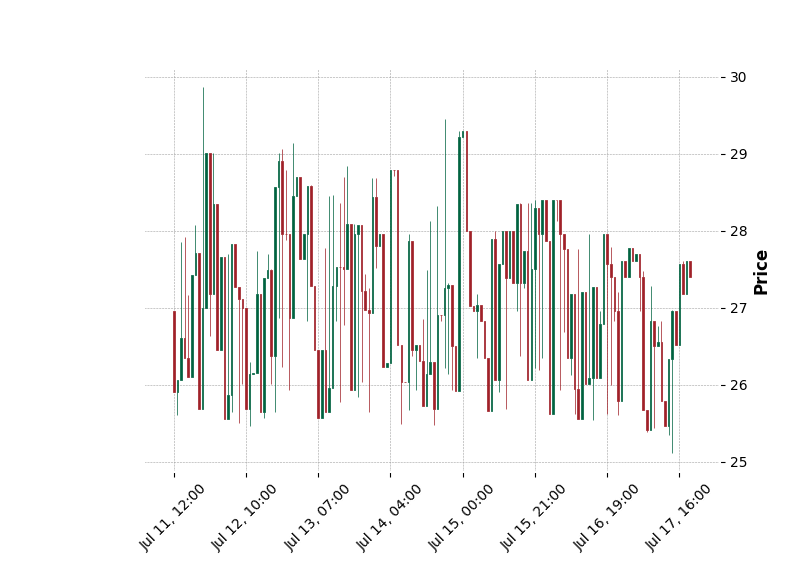 30
29
28
27
26
25
Price
Jul 11, 12:00
Jul 12, 10:00
Jul 13, 07:00
Jul 14, 04:00
Jul 15, 00:00
Jul 15, 21:00
Jul 16, 19:00
Jul 17, 16:00